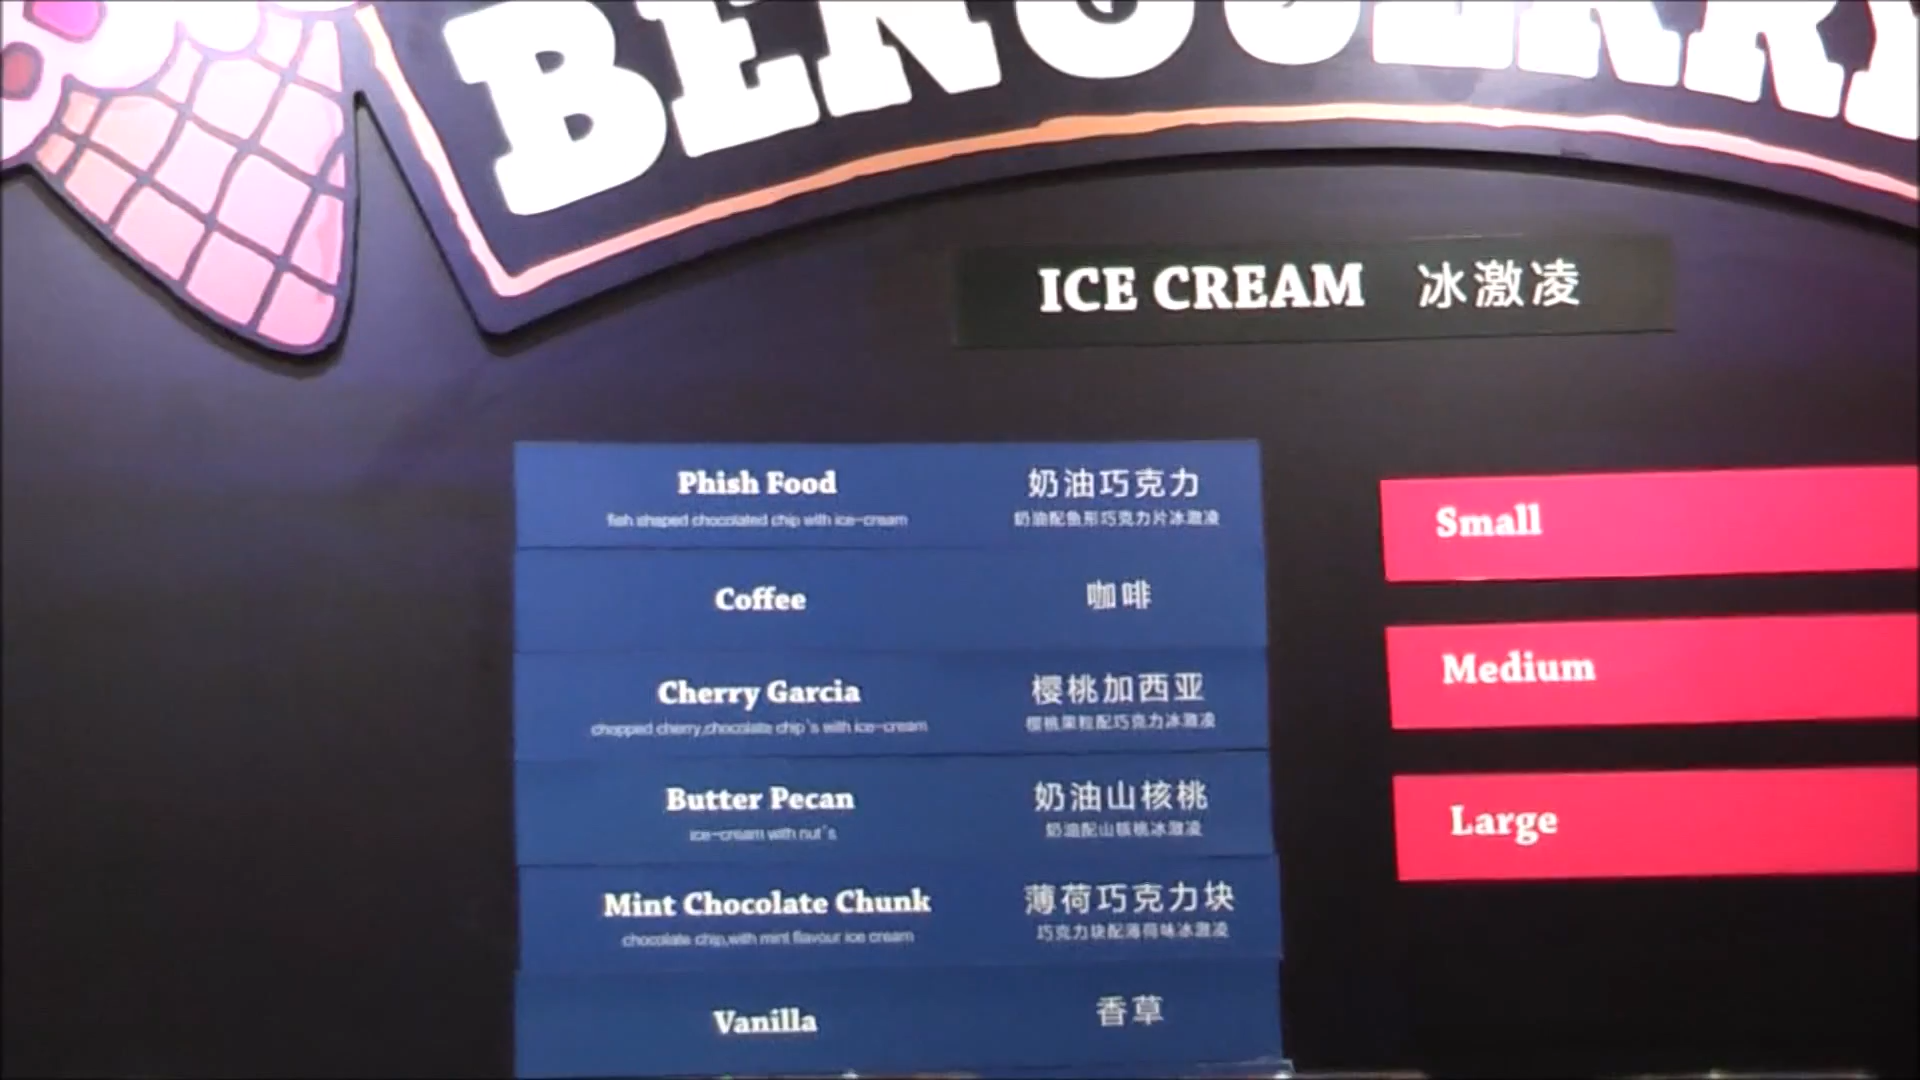 ICE CREAM 冰激凌
Phish Food 奶油巧克力
fish shaped chocolated chip with ice-cream 奶油配鱼形巧克力片冰激凌
Coffee 咖啡
Cherry Garcia 樱桃加西亚
chopped cherry,chocolate chip's with ice-cream 樱桃果粒配巧克力冰激凌
Butter Pecan 奶油山核桃
ice-cream with nut's 奶油配山核桃冰激凌
Mint Chocolate Chunk 薄荷巧克力块
chocolate chip,with mint flavour ice cream 巧克力块配薄荷味冰激凌
Vanilla 香草
Small
Medium
Large